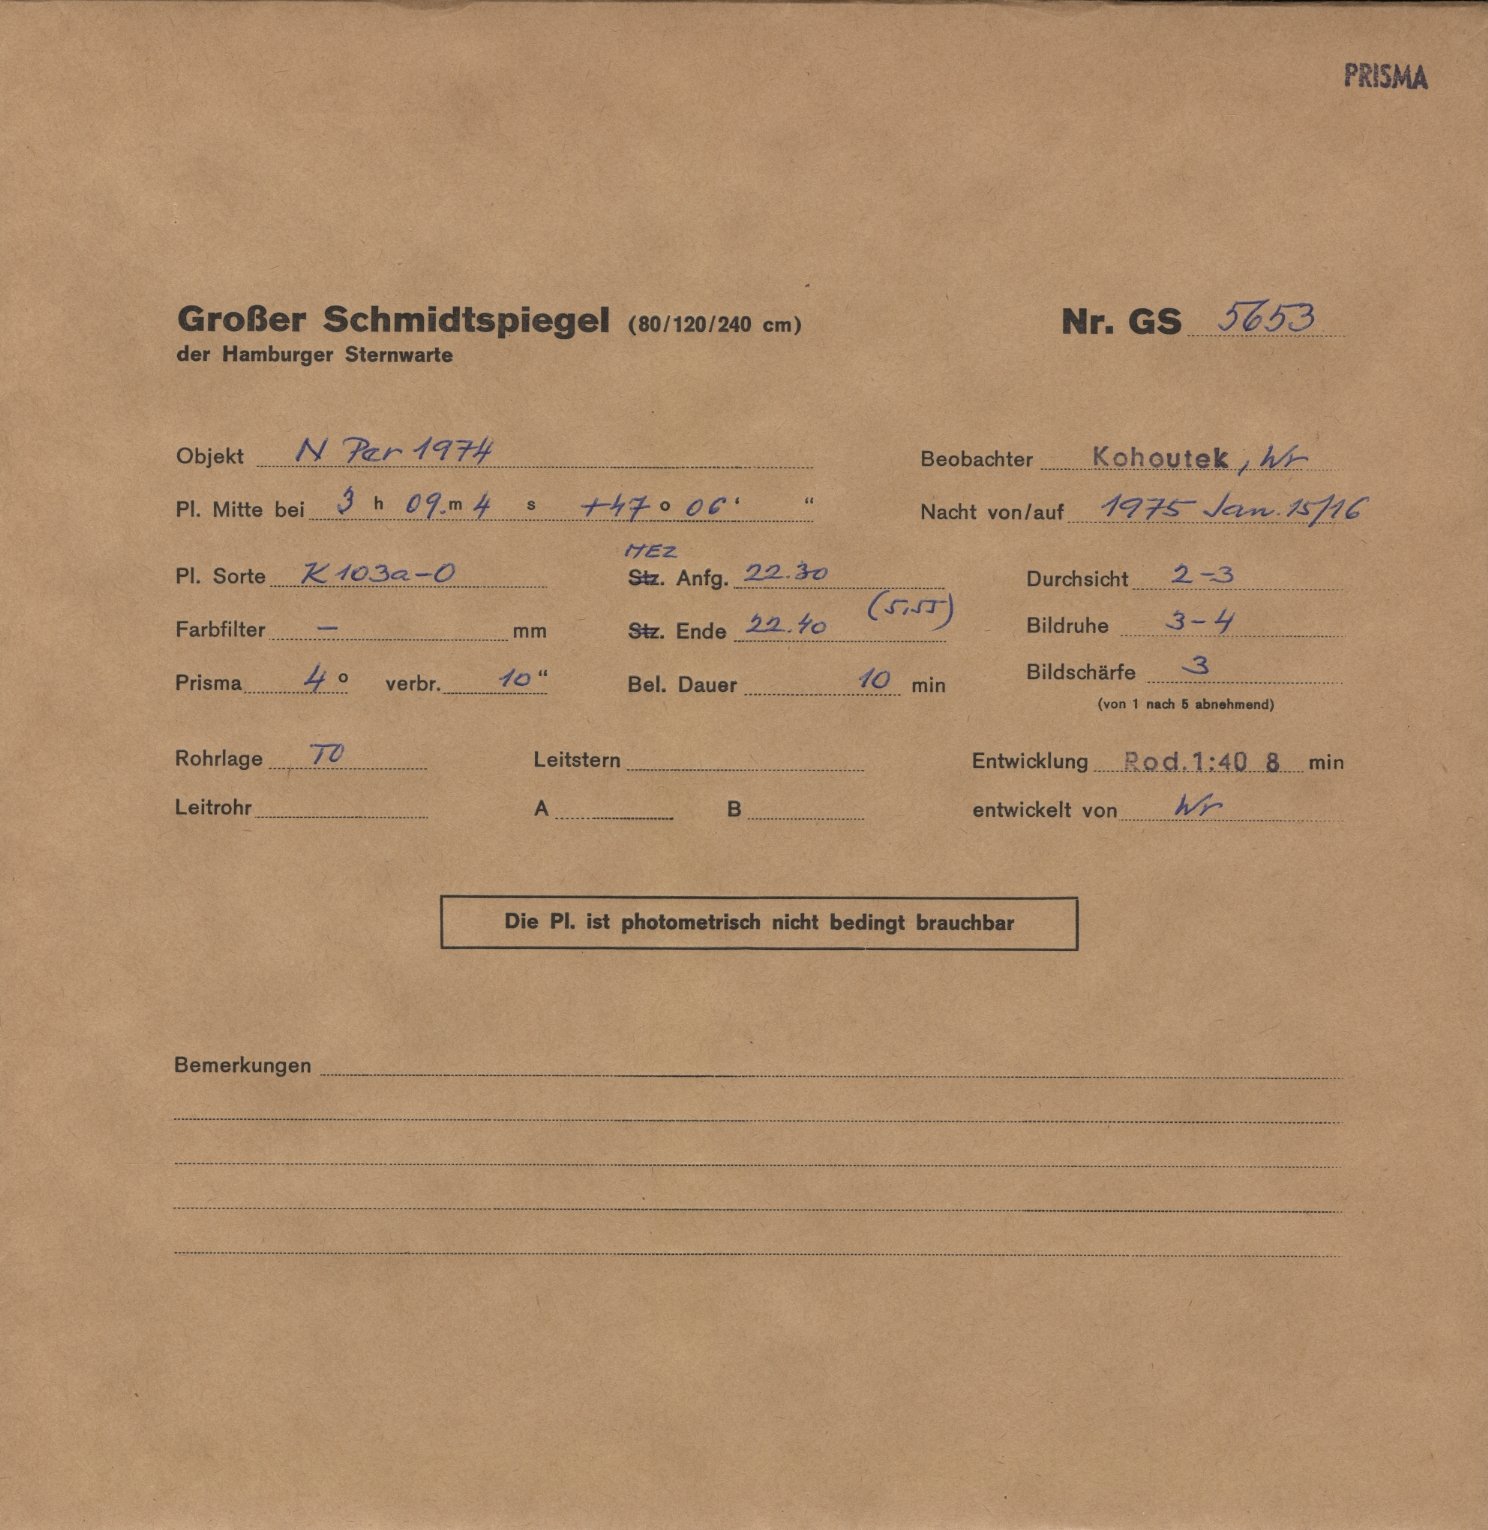 PRISMA
Großer Schmidtspiegel (80/120/240 cm) Nr. GS 5653
der Hamburger Sternwarte
Objekt N Per 1974 Beobachter Kohoutek, Wr
Pl. Mitte bei 3 h 09.m 4 s +47 o 06 ‘ “ Nacht von/auf 1975 Jan. 15/16
MEZ
Pl. Sorte K 103a-O Stz. Anfg. 22.30 Durchsicht 2-3
(5,55)
Farbfilter — mm Stz. Ende 22.40 Bildruhe 3-4
Prisma 4 o verbr. 10 “ Bel. Dauer 10 min Bildschärfe 3
(von 1 nach 5 abnehmend)
Rohrlage TO Leitstern Entwicklung Rod.1:40 8 min
Leitrohr A B entwickelt von Wr
Die Pl. ist photometrisch nicht bedingt brauchbar
Bemerkungen